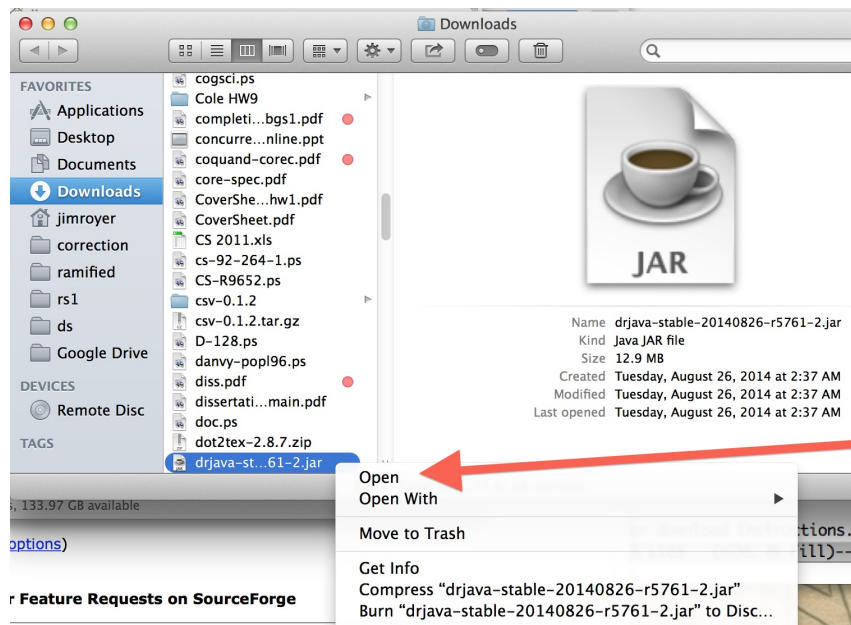 Downloads
FAVORITES
Applications
Desktop
Documents
Downloads
jimroyer
correction
ramified
rs1
ds
Google Drive
DEVICES
Remote Disc
TAGS
cogsci.ps
Cole HW9
completi...bgs1.pdf
concurre...nline.ppt
coquand-corec.pdf
core-spec.pdf
CoverShe...hw1.pdf
CoverSheet.pdf
CS 2011.xls
cs-92-264-1.ps
CS-R9652.ps
csv-0.1.2
csv-0.1.2.tar.gz
D-128.ps
danvy-popl96.ps
diss.pdf
dissertati...main.pdf
doc.ps
dot2tex-2.8.7.zip
drjava-st...61-2.jar
JAR
Name drjava-stable-20140826-r5761-2.jar
Kind Java JAR file
Size 12.9 MB
Created Tuesday, August 26, 2014 at 2:37 AM
Modified Tuesday, August 26, 2014 at 2:37 AM
Last opened Tuesday, August 26, 2014 at 2:37 AM
Open
Open With
Move to Trash
Get Info
Compress “drjava-stable-20140826-r5761-2.jar”
Burn “drjava-stable-20140826-r5761-2.jar” to Disc...
s, 133.97 GB available
options)
r Feature Requests on SourceForge
ctions.
ill)--